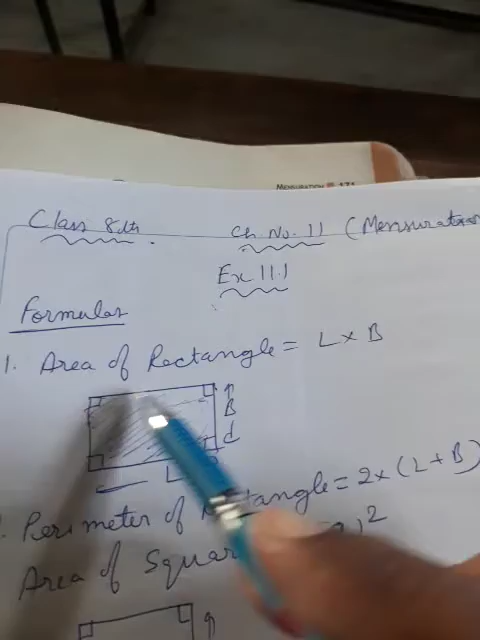 MENSURATION 171
Class 8th Ch No. 11 (Mensuration
Ex 11.1
Formulas
1. Area of Rectangle = L × B
B
L
Perimeter of Rectangle = 2 × (L + B)
Area of Square